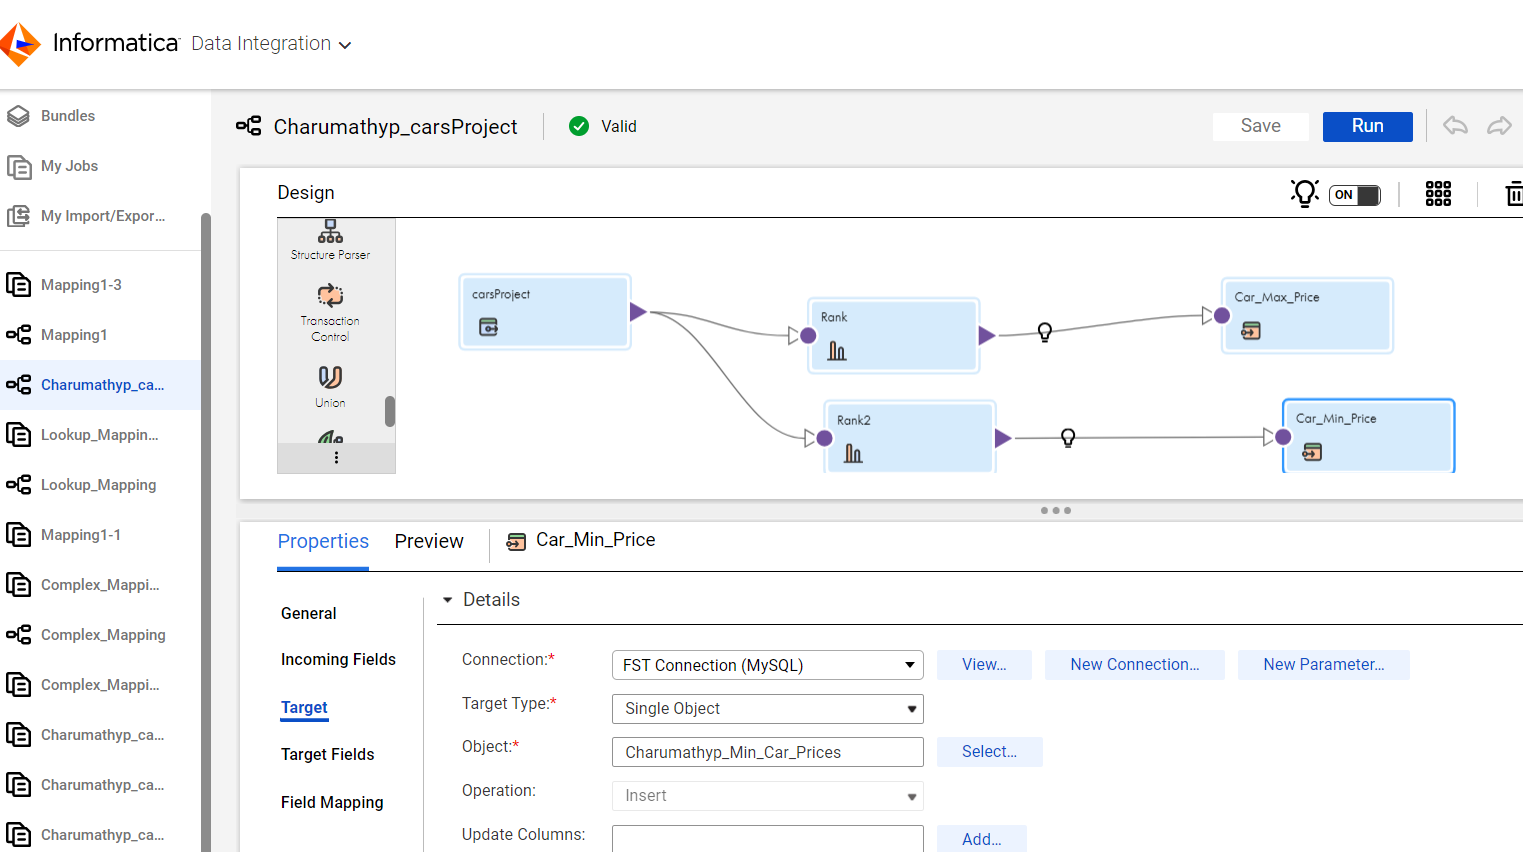 Informatica Data Integration
Bundles
My Jobs
My Import/Expor...
Mapping1-3
Mapping1
Charumathyp_ca...
Lookup_Mappin...
Lookup_Mapping
Mapping1-1
Complex_Mappi...
Complex_Mapping
Complex_Mappi...
Charumathyp_ca...
Charumathyp_ca...
Charumathyp_ca...
Charumathyp_carsProject
Valid
Save
Run
Design
ON
Structure Parser
Transaction
Control
Union
carsProject
Rank
Car_Max_Price
Rank2
Car_Min_Price
Properties
Preview
Car_Min_Price
General
Incoming Fields
Target
Target Fields
Field Mapping
Details
Connection:* FST Connection (MySQL) View... New Connection... New Parameter...
Target Type:* Single Object
Object:* Charumathyp_Min_Car_Prices Select...
Operation: Insert
Update Columns: Add...